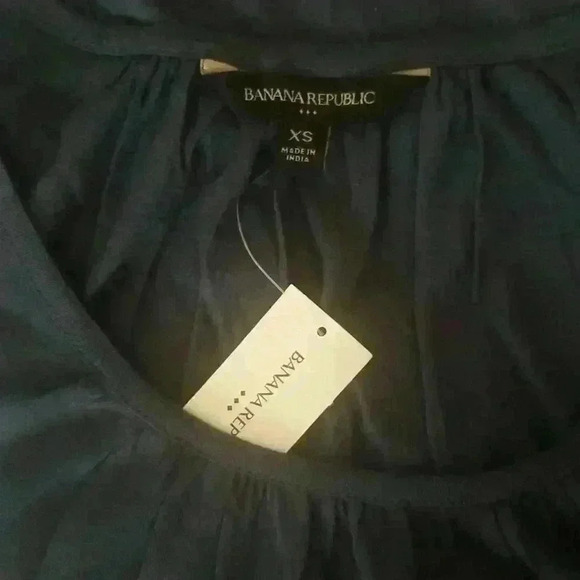 BANANA REPUBLIC
XS
MADE IN
INDIA
BANANA REP